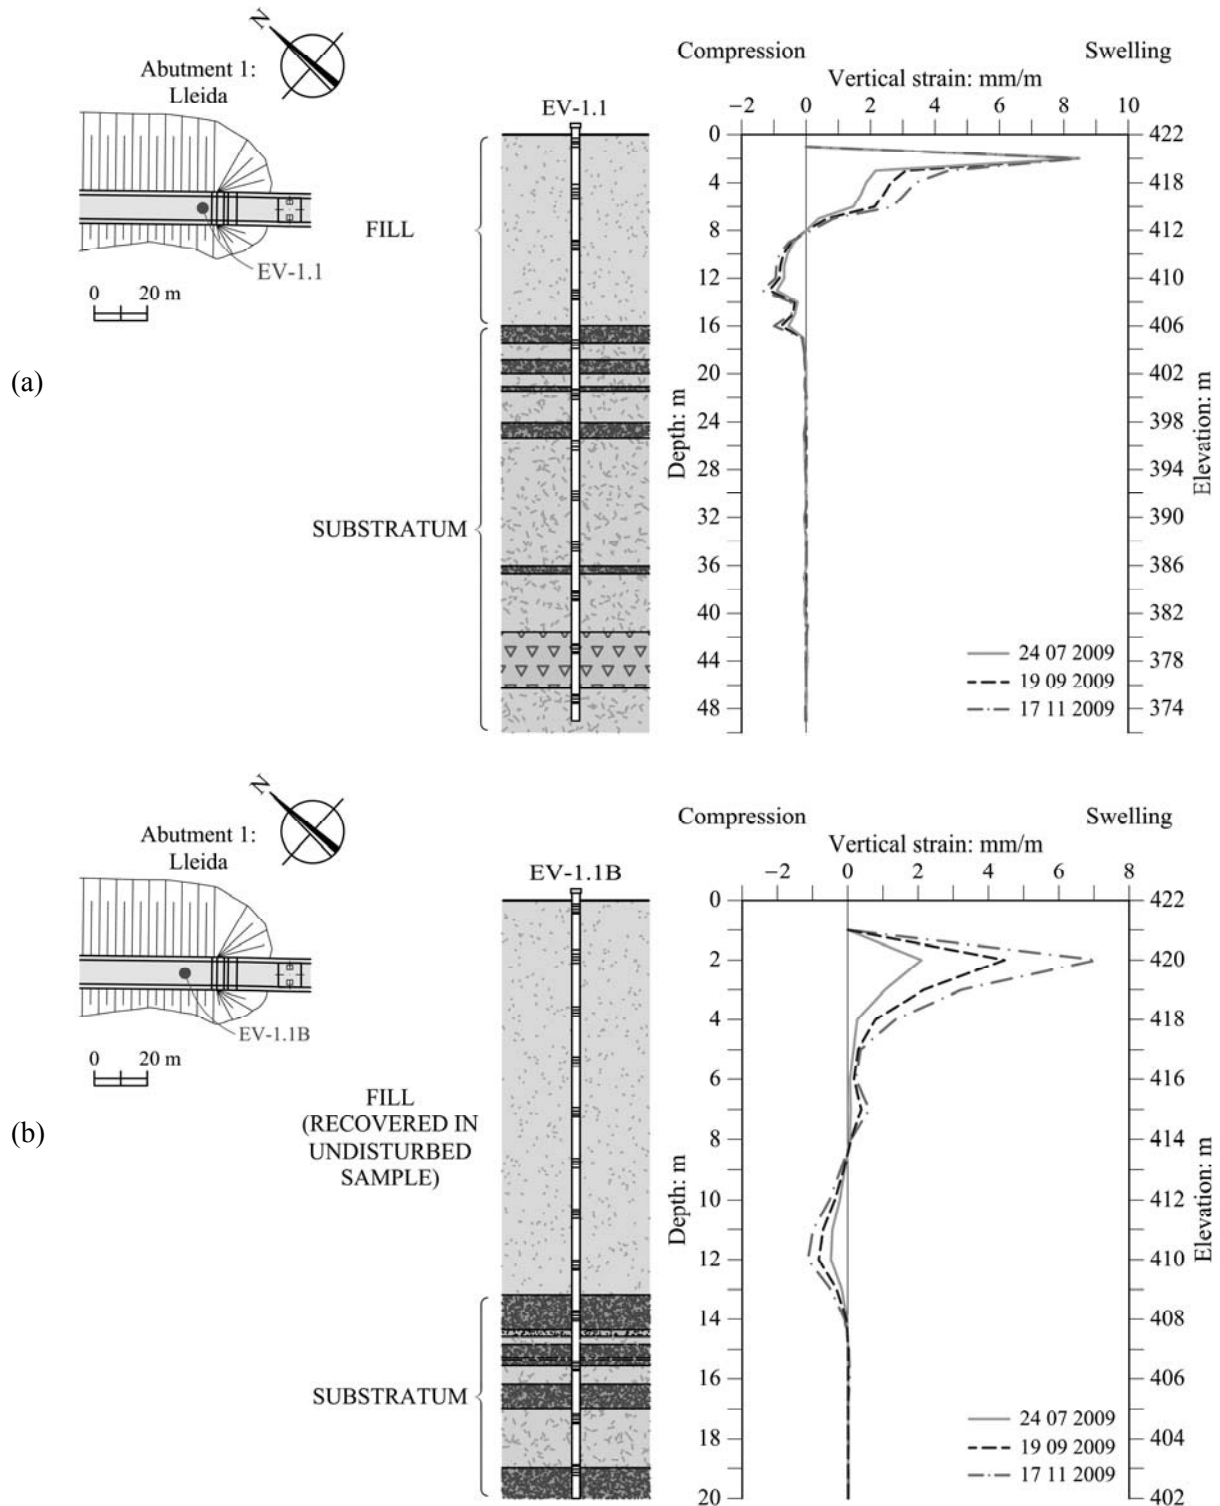 (a)
N
Abutment 1:
Lleida
EV-1.1
0 20 m
EV-1.1
FILL
SUBSTRATUM
Compression Swelling
Vertical strain: mm/m
−2 0 2 4 6 8 10
0
4
8
12
16
20
24
28
32
36
40
44
48
Depth: m
422
418
412
410
406
402
398
394
390
386
382
378
374
Elevation: m
24 07 2009
19 09 2009
17 11 2009
(b)
N
Abutment 1:
Lleida
EV-1.1B
0 20 m
EV-1.1B
FILL
(RECOVERED IN
UNDISTURBED
SAMPLE)
SUBSTRATUM
Compression Swelling
Vertical strain: mm/m
−2 0 2 4 6 8
0
2
4
6
8
10
12
14
16
18
20
Depth: m
422
420
418
416
414
412
410
408
406
404
402
Elevation: m
24 07 2009
19 09 2009
17 11 2009